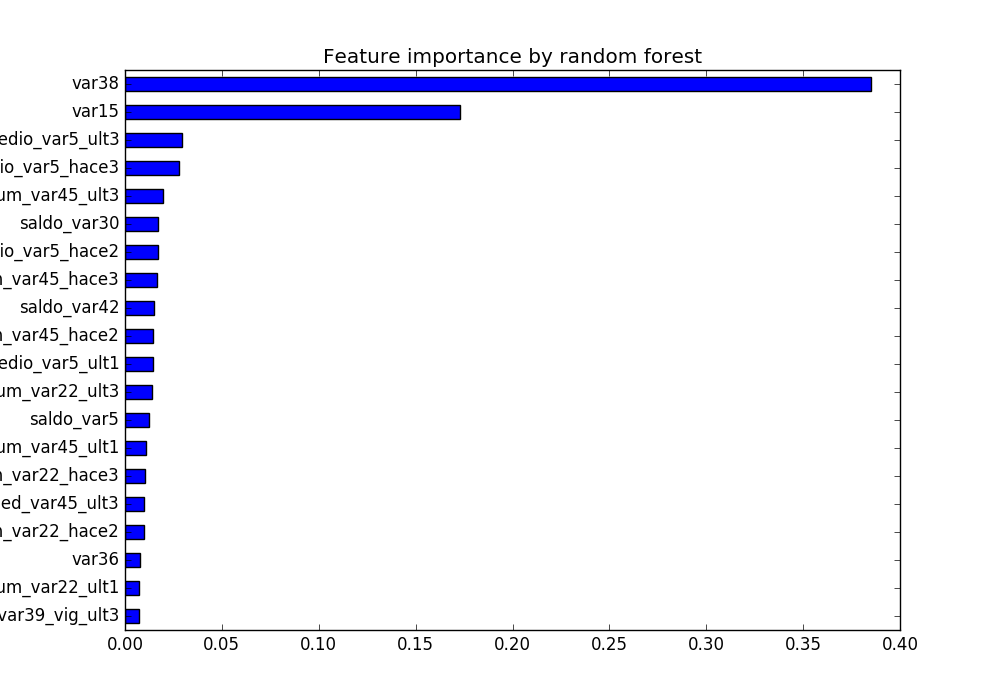 Feature importance by random forest
var38
var15
edio_var5_ult3
io_var5_hace3
um_var45_ult3
saldo_var30
io_var5_hace2
_var45_hace3
saldo_var42
_var45_hace2
edio_var5_ult1
um_var22_ult3
saldo_var5
um_var45_ult1
_var22_hace3
ed_var45_ult3
_var22_hace2
var36
um_var22_ult1
var39_vig_ult3
0.00 0.05 0.10 0.15 0.20 0.25 0.30 0.35 0.40